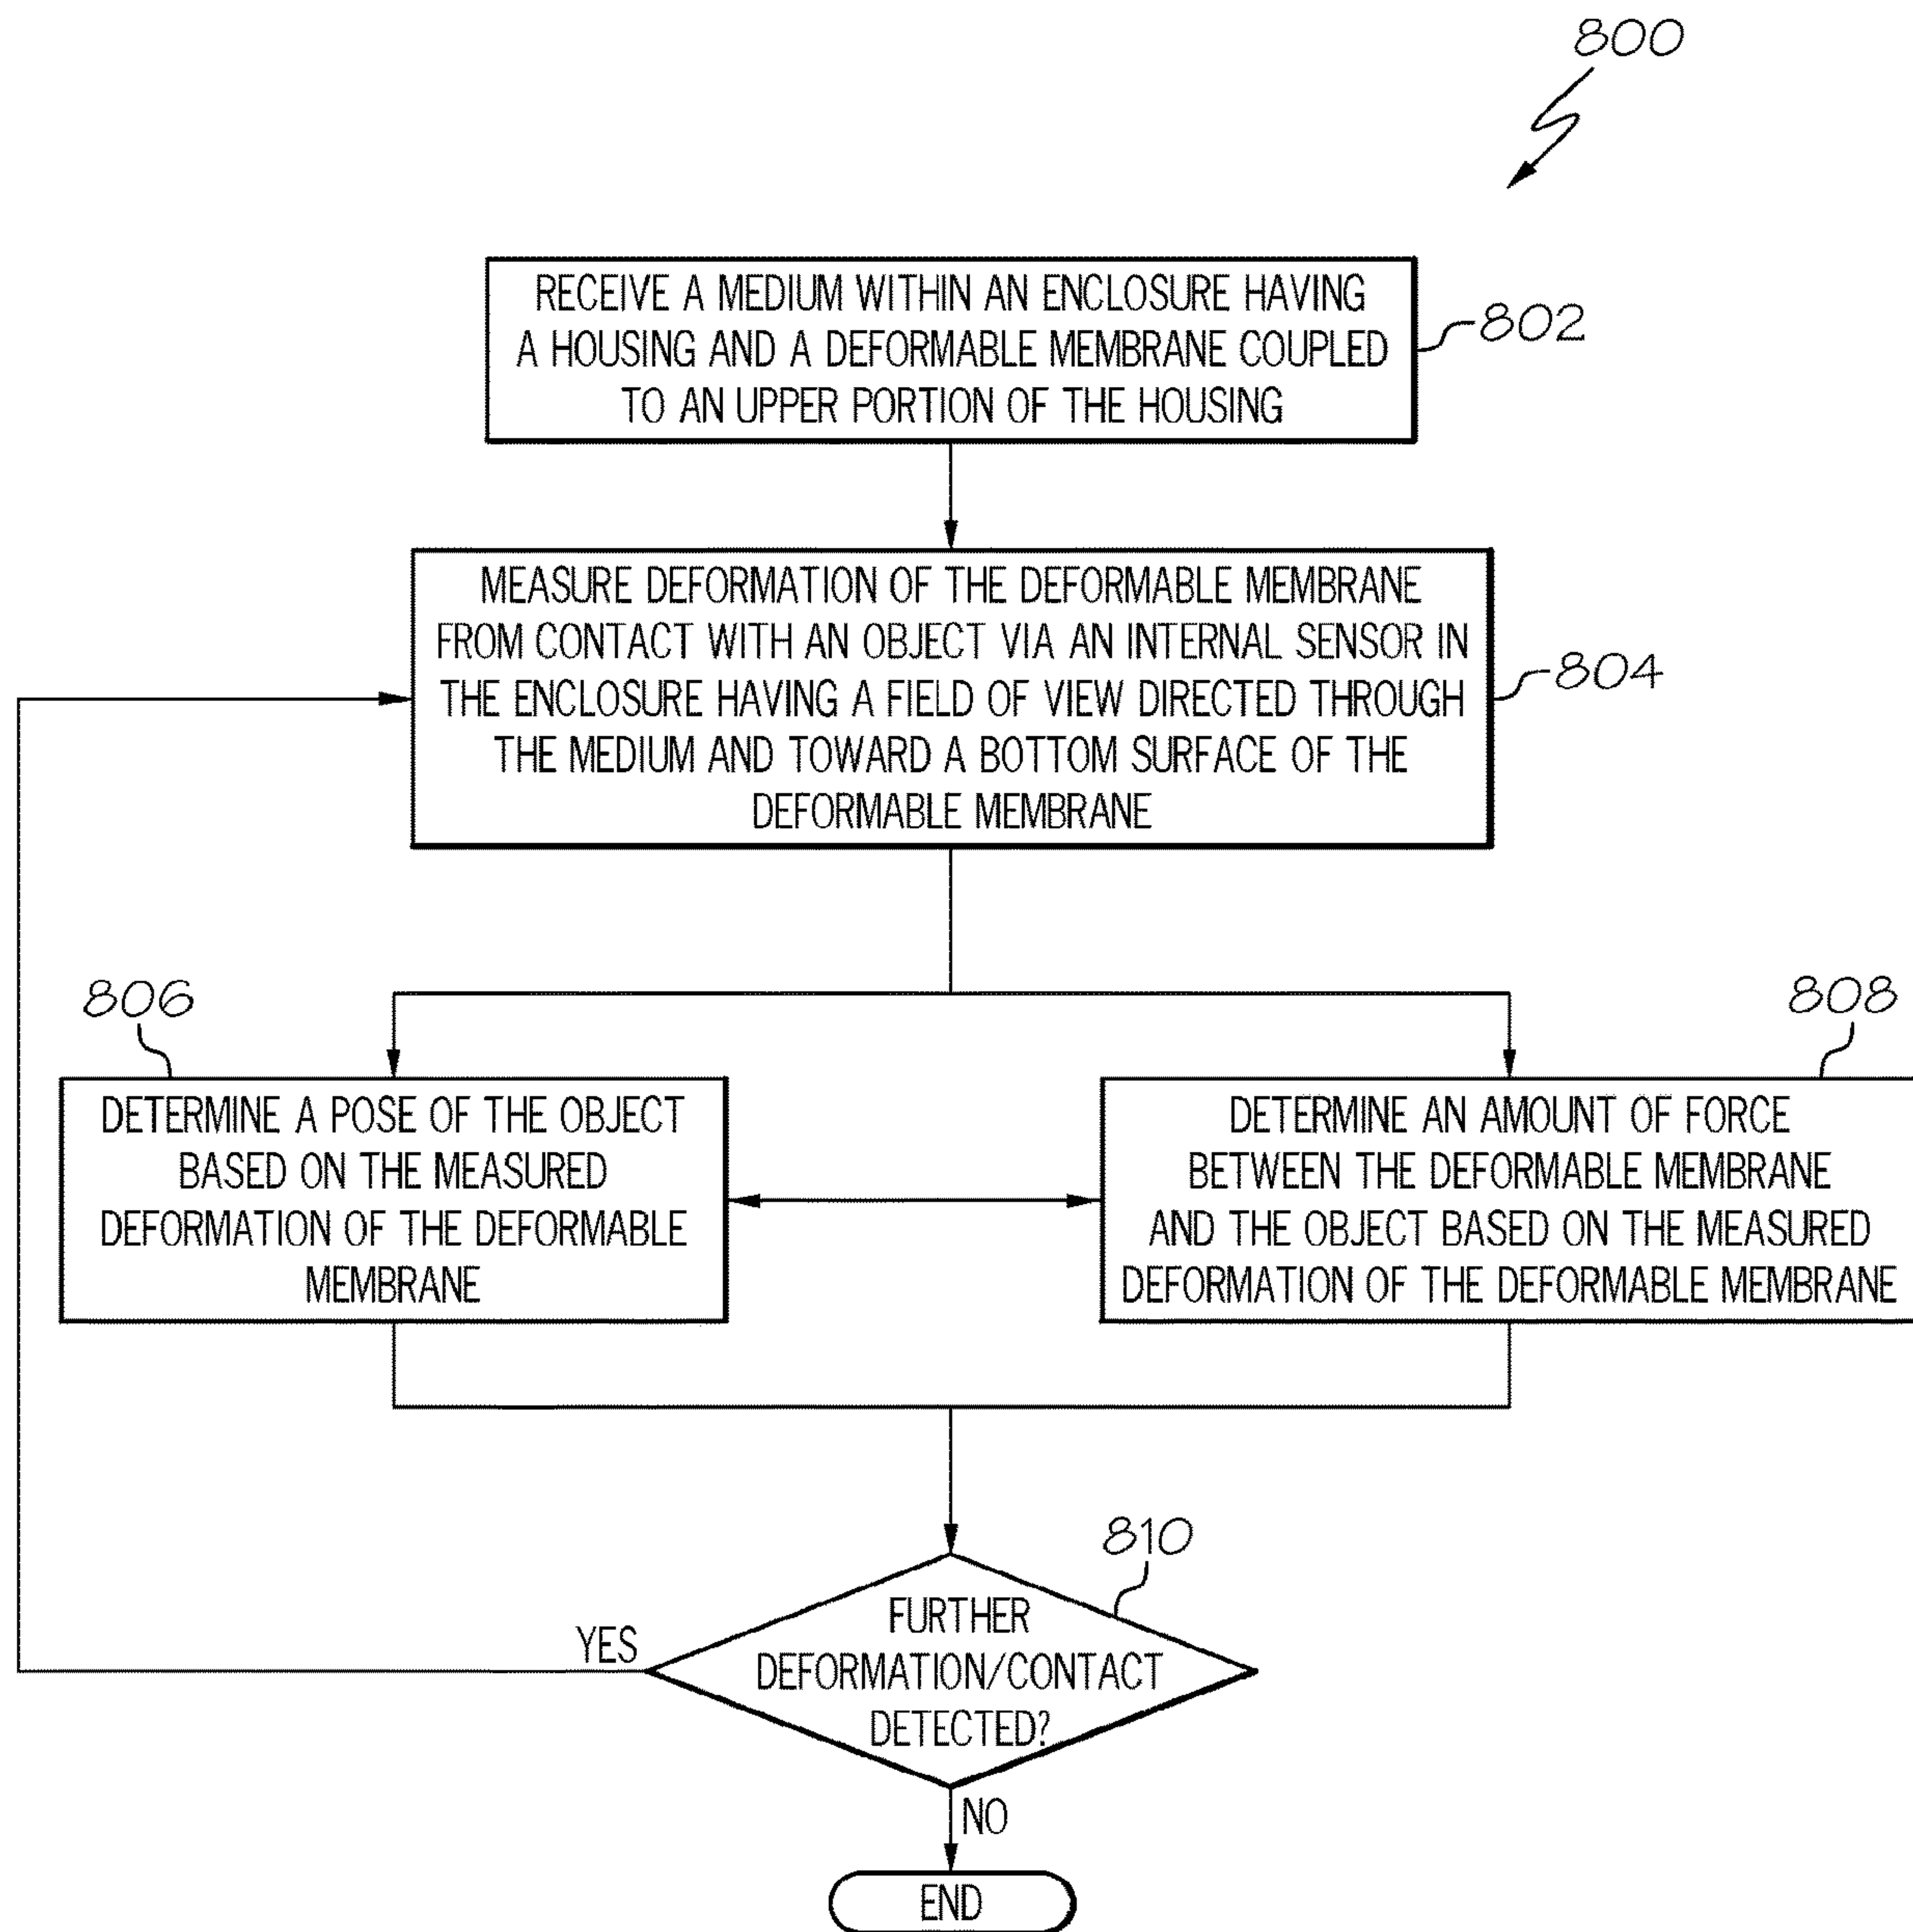 800
RECEIVE A MEDIUM WITHIN AN ENCLOSURE HAVING
A HOUSING AND A DEFORMABLE MEMBRANE COUPLED
TO AN UPPER PORTION OF THE HOUSING
802
MEASURE DEFORMATION OF THE DEFORMABLE MEMBRANE
FROM CONTACT WITH AN OBJECT VIA AN INTERNAL SENSOR IN
THE ENCLOSURE HAVING A FIELD OF VIEW DIRECTED THROUGH
THE MEDIUM AND TOWARD A BOTTOM SURFACE OF THE
DEFORMABLE MEMBRANE
804
806
DETERMINE A POSE OF THE OBJECT
BASED ON THE MEASURED
DEFORMATION OF THE DEFORMABLE
MEMBRANE
808
DETERMINE AN AMOUNT OF FORCE
BETWEEN THE DEFORMABLE MEMBRANE
AND THE OBJECT BASED ON THE MEASURED
DEFORMATION OF THE DEFORMABLE MEMBRANE
810
FURTHER
DEFORMATION/CONTACT
DETECTED?
YES
NO
END